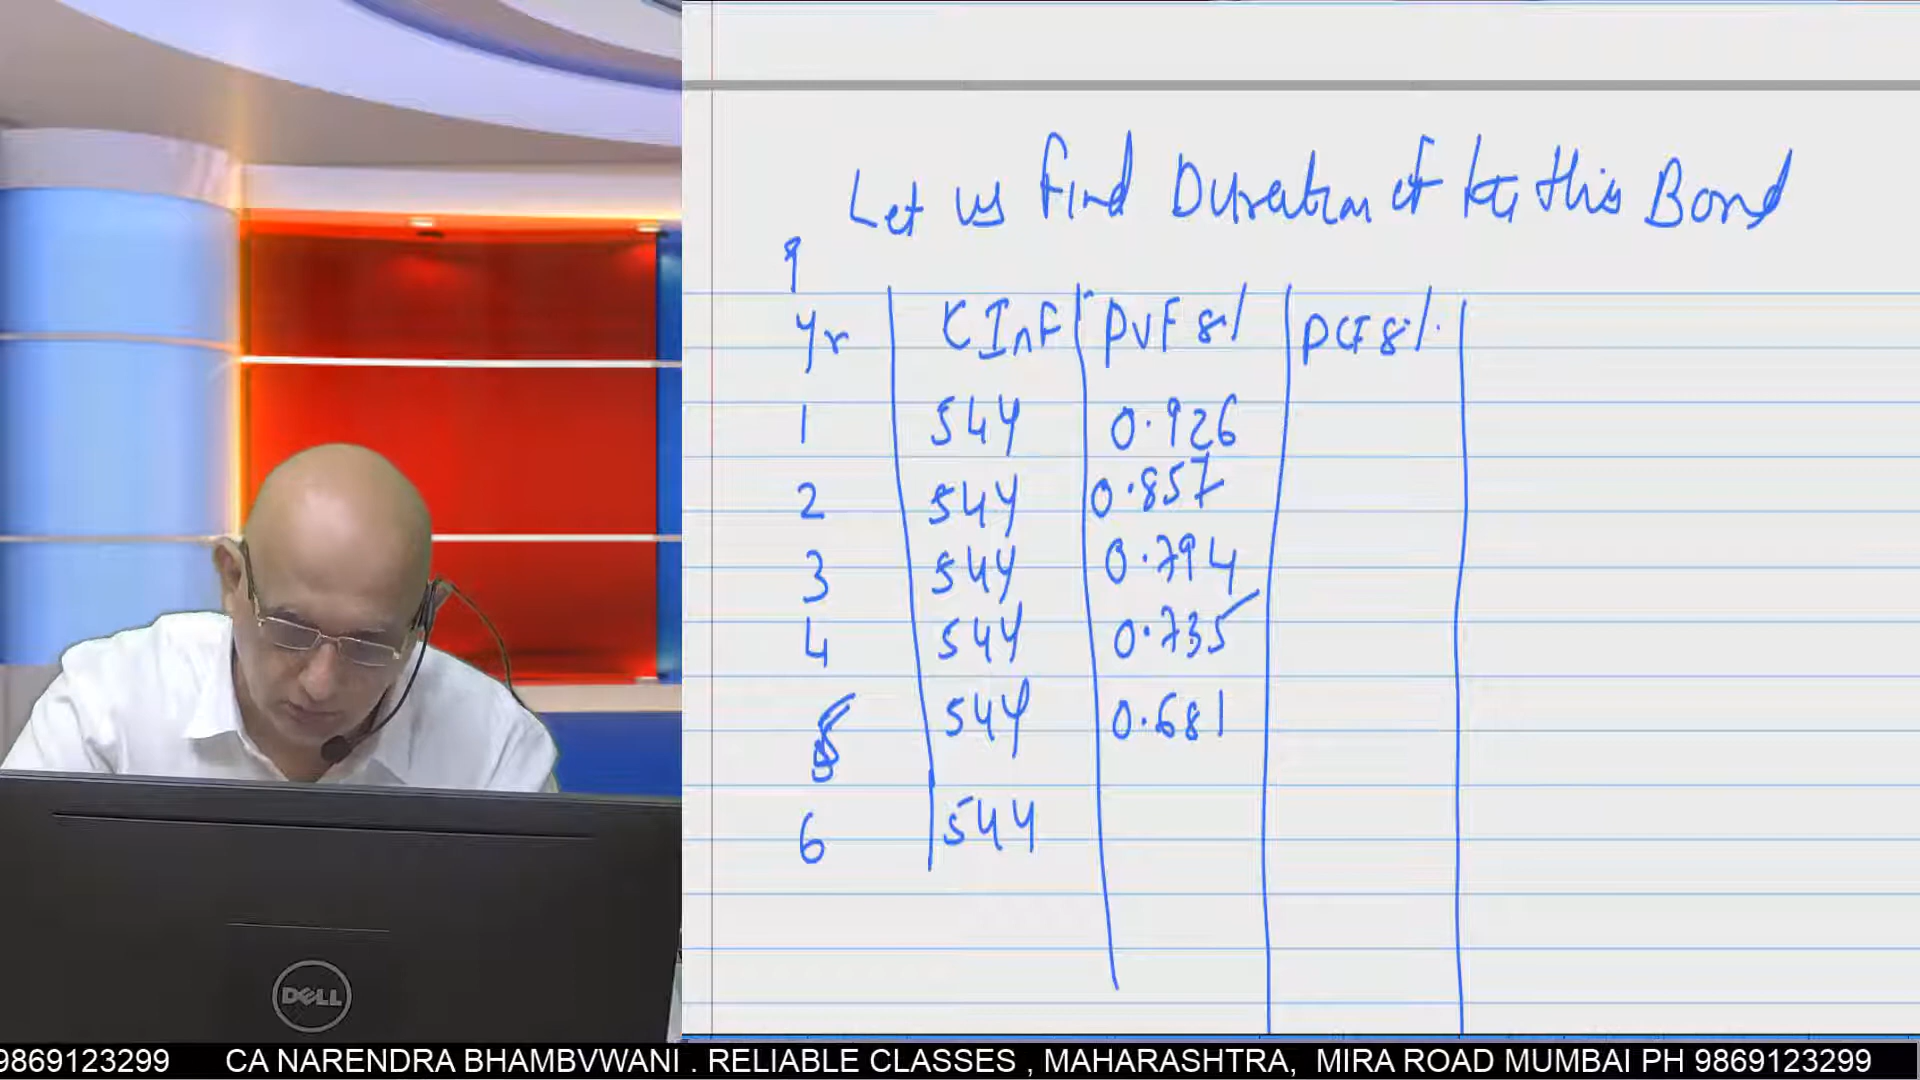 Let us find Duration of this Bond
Yr CInF PVF 8% DCF 8%
1 544 0.926
2 544 0.857
3 544 0.794
4 544 0.735
5 544 0.681
6 544
DELL
9869123299 CA NARENDRA BHAMBVWANI . RELIABLE CLASSES , MAHARASHTRA, MIRA ROAD MUMBAI PH 9869123299